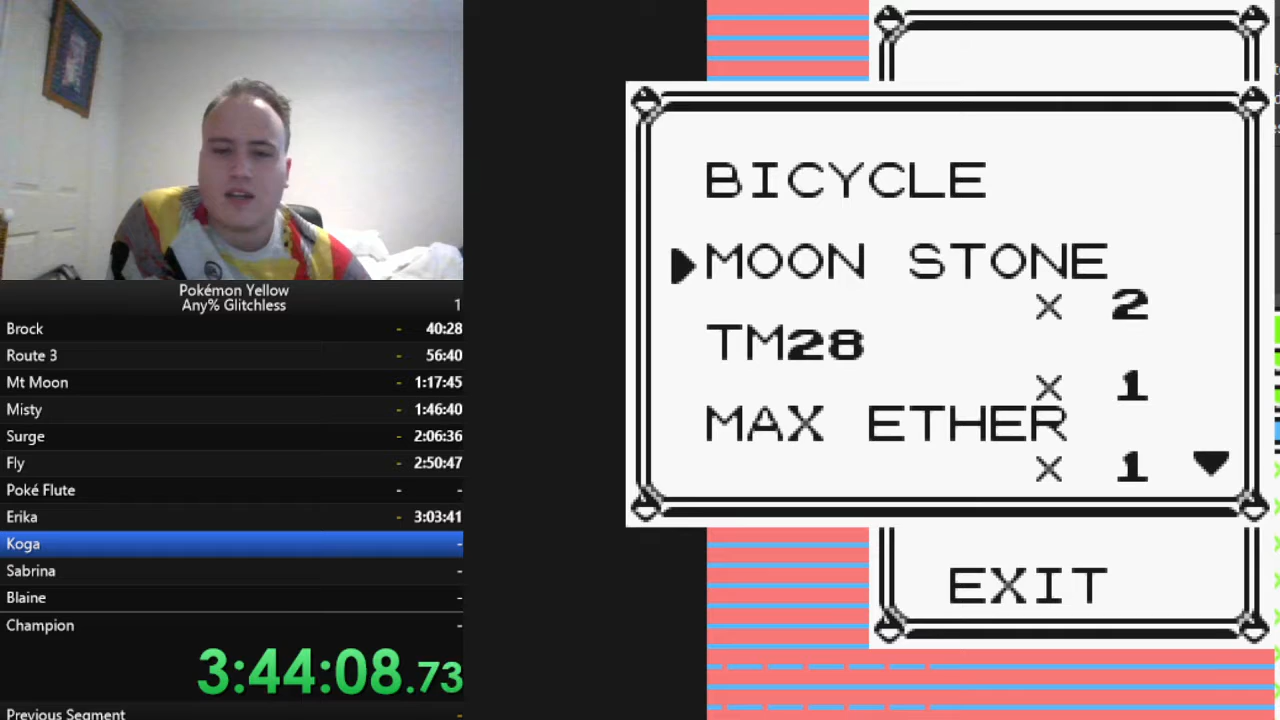 Pokémon Yellow
Any% Glitchless
1
Brock - 40:28
Route 3 - 56:40
Mt Moon - 1:17:45
Misty - 1:46:40
Surge - 2:06:36
Fly - 2:50:47
Poké Flute - -
Erika - 3:03:41
Koga -
Sabrina -
Blaine -
Champion -
3:44:08.73
Previous Segment -
BICYCLE
MOON STONE
× 2
TM28
× 1
MAX ETHER
× 1
EXIT